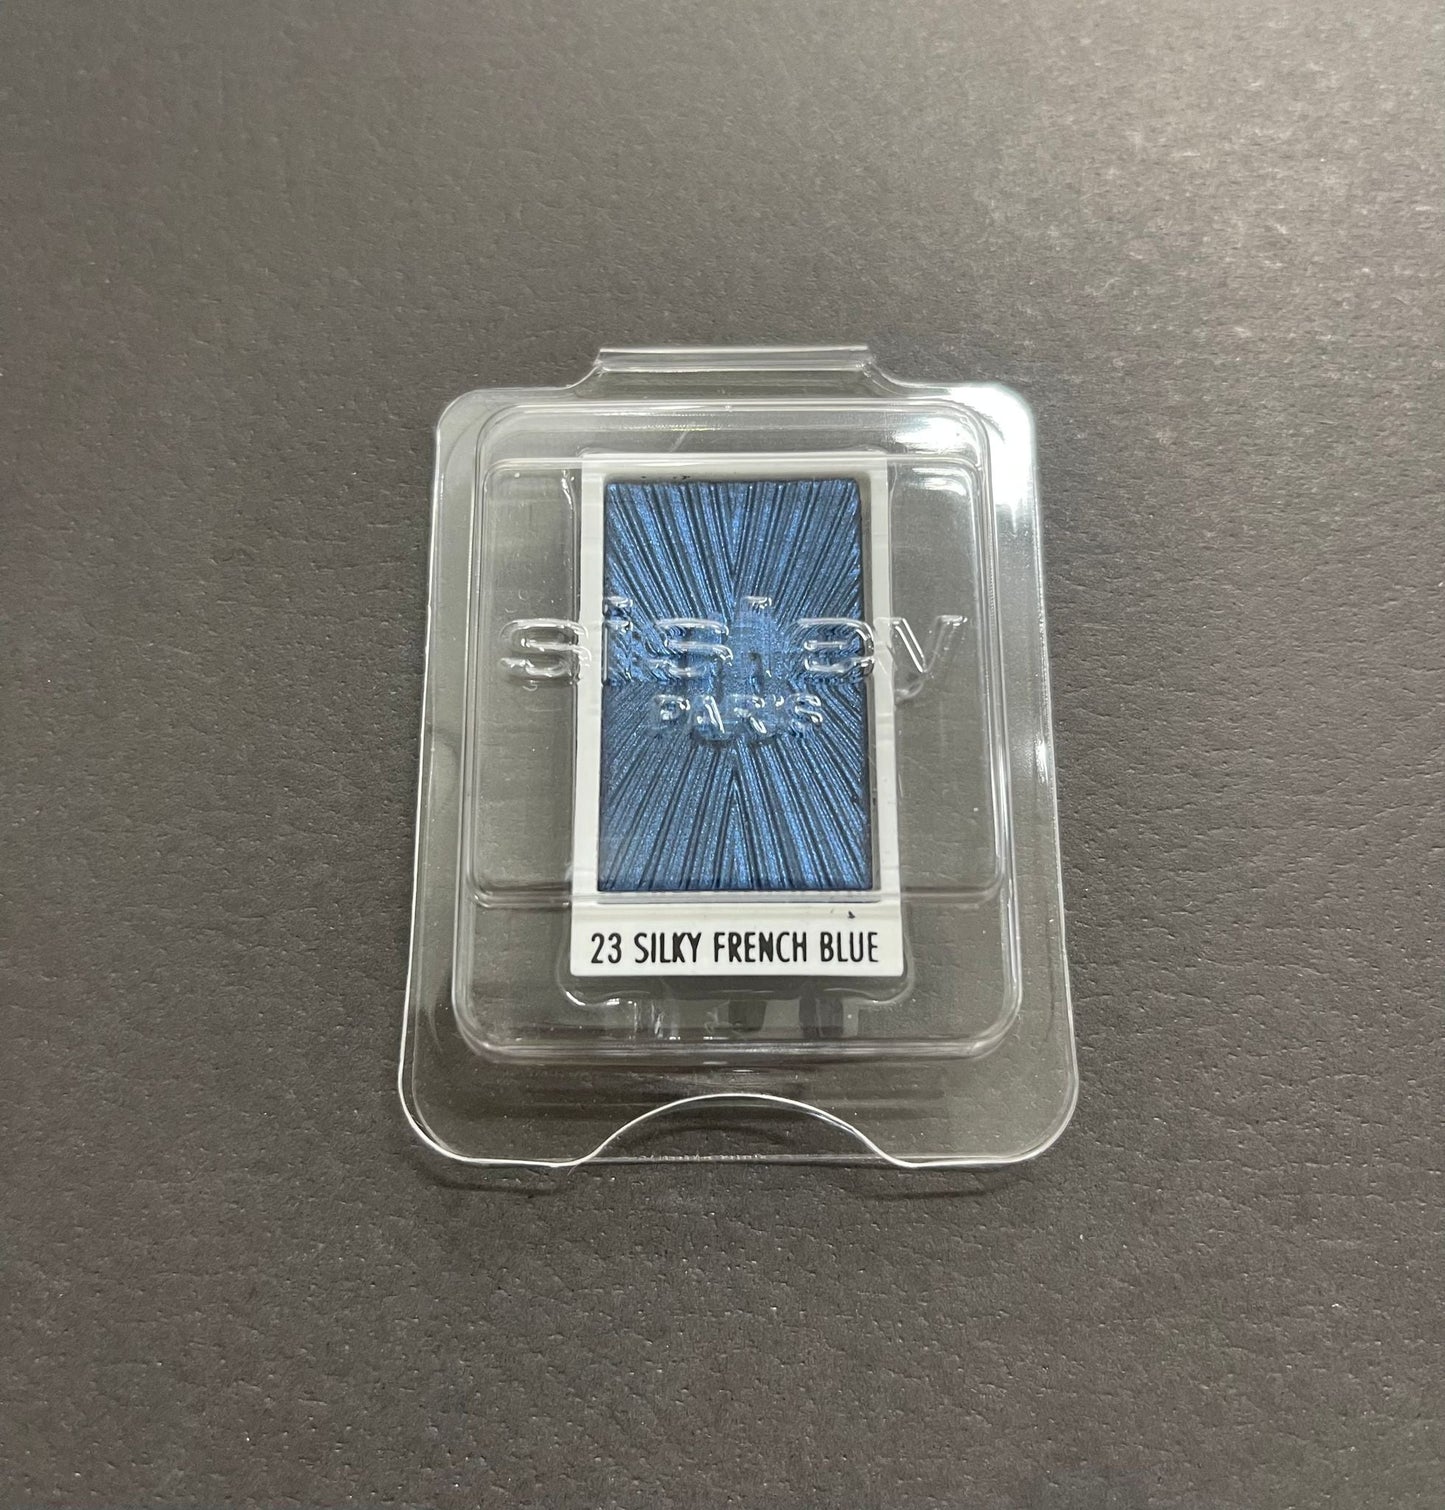 sisley
PARIS
23 SILKY FRENCH BLUE